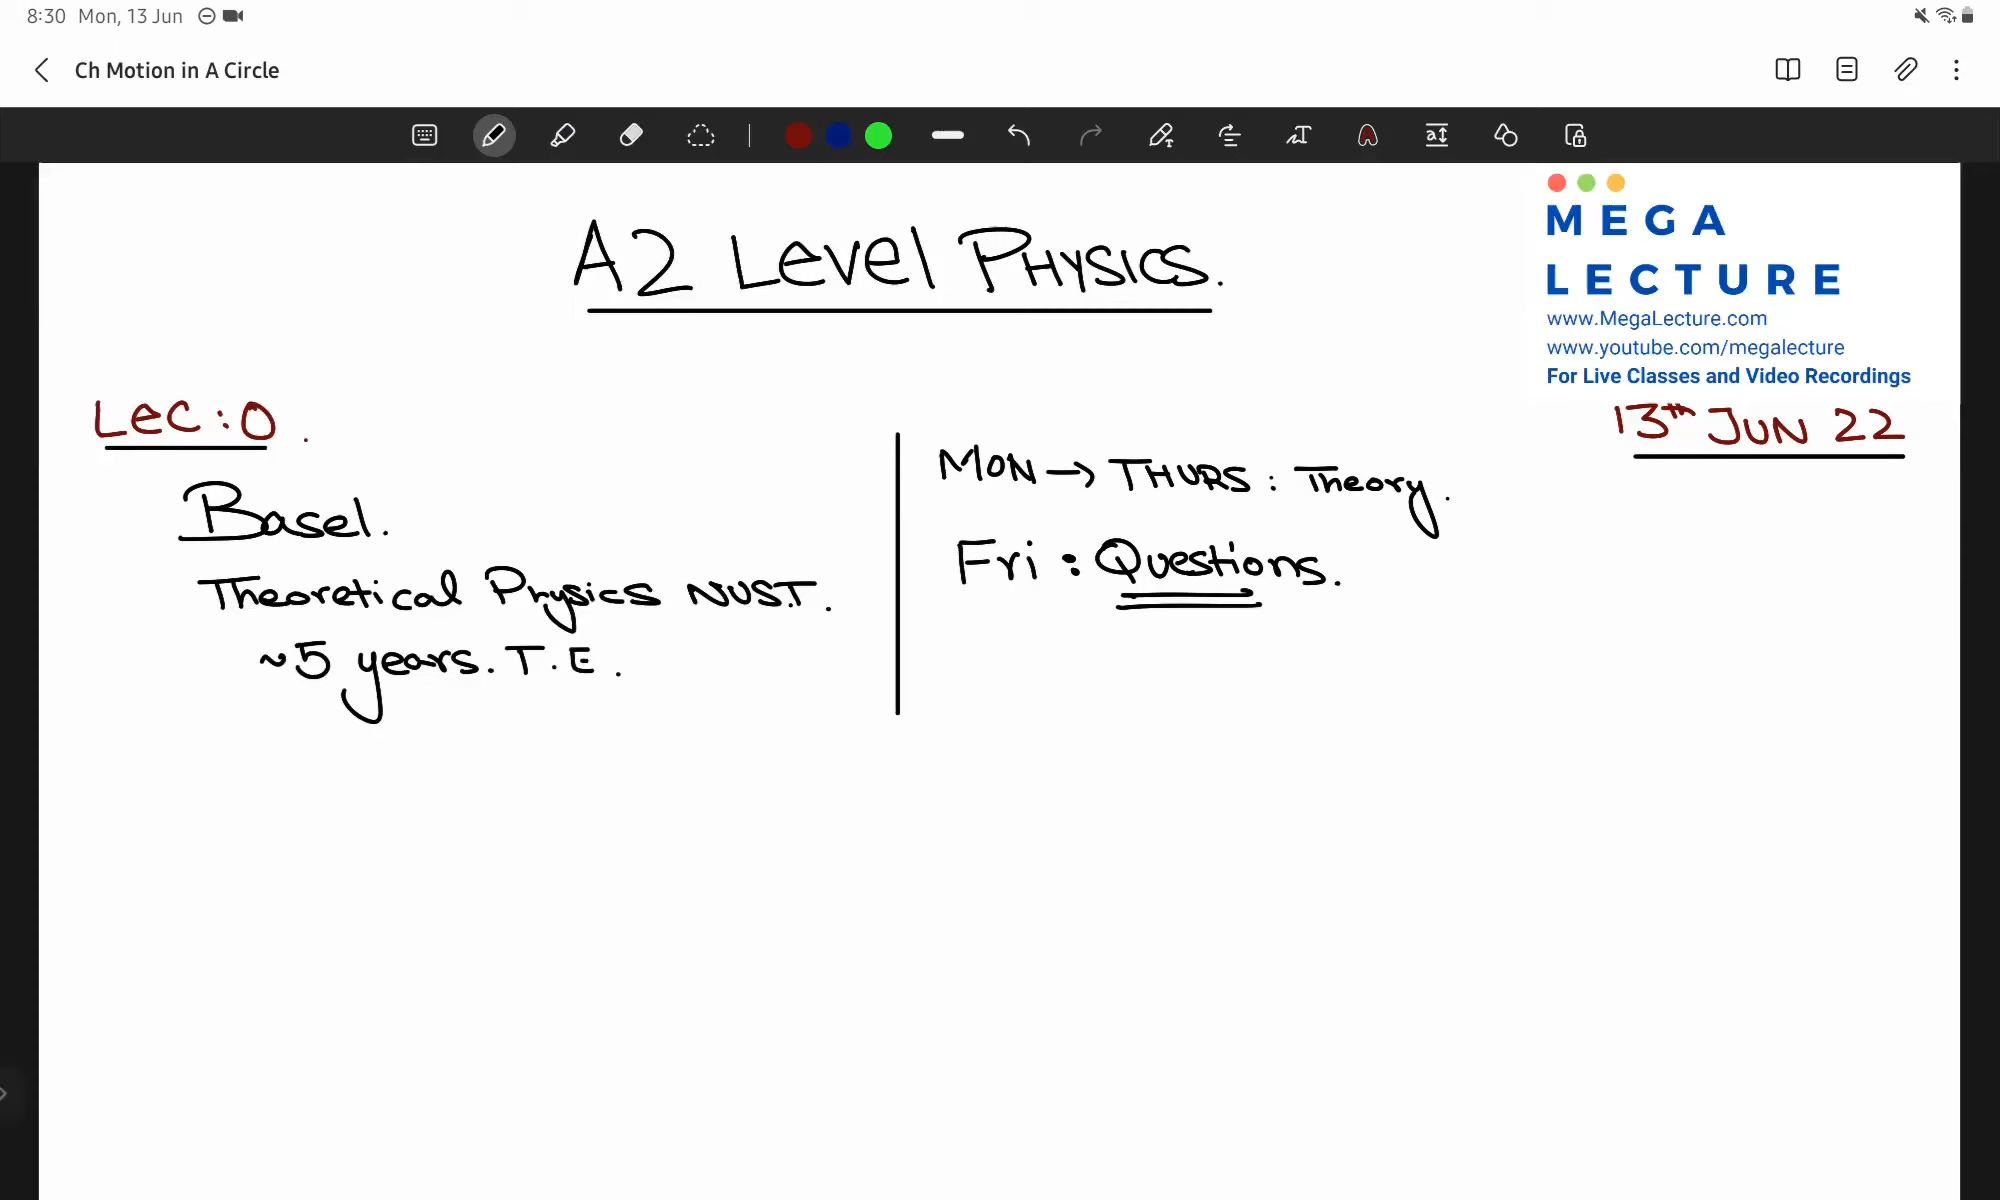 8:30 Mon, 13 Jun
Ch Motion in A Circle
A2 Level PHYSICS.
MEGA
LECTURE
www.MegaLecture.com
www.youtube.com/megalecture
For Live Classes and Video Recordings
Lec:0.
13th JUN 22
Basel.
Theoretical Physics NUST.
~5 years. T.E.
MON → THURS: Theory.
Fri: Questions.